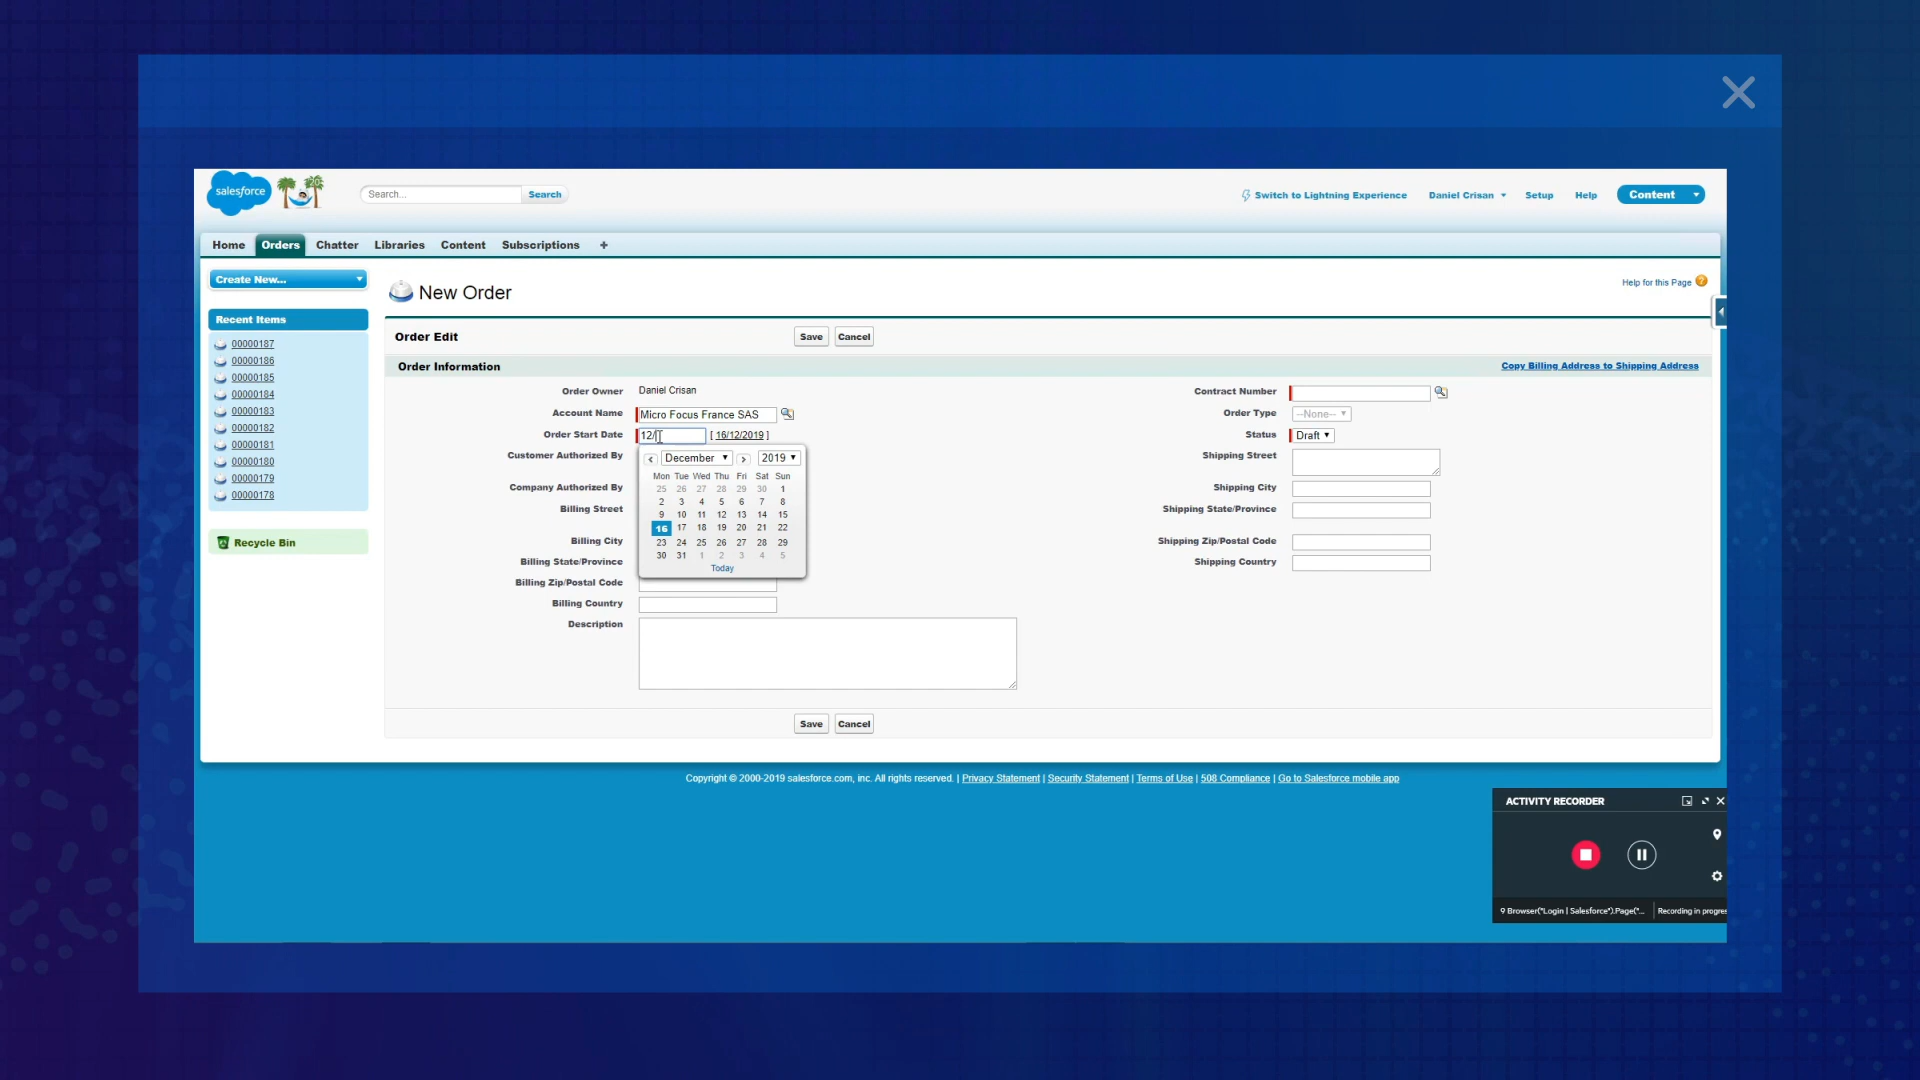 salesforce
Search... Search
Switch to Lightning Experience Daniel Crisan Setup Help Content
Home Orders Chatter Libraries Content Subscriptions +
Create New...
Recent Items
00000187
00000186
00000185
00000184
00000183
00000182
00000181
00000180
00000179
00000178
Recycle Bin
New Order
Help for this Page ?
Order Edit Save Cancel
Order Information Copy Billing Address to Shipping Address
Order Owner Daniel Crisan Contract Number
Account Name Micro Focus France SAS Order Type --None--
Order Start Date 12/ [ 16/12/2019 ] Status Draft
Customer Authorized By Shipping Street
December 2019
Mon Tue Wed Thu Fri Sat Sun
25 26 27 28 29 30 1
2 3 4 5 6 7 8
9 10 11 12 13 14 15
16 17 18 19 20 21 22
23 24 25 26 27 28 29
30 31 1 2 3 4 5
Today
Company Authorized By Shipping City
Billing Street Shipping State/Province
Billing City Shipping Zip/Postal Code
Billing State/Province Shipping Country
Billing Zip/Postal Code
Billing Country
Description
Save Cancel
Copyright © 2000-2019 salesforce.com, inc. All rights reserved. | Privacy Statement | Security Statement | Terms of Use | 508 Compliance | Go to Salesforce mobile app
ACTIVITY RECORDER
9 Browser("Login | Salesforce").Page("... Recording in progres